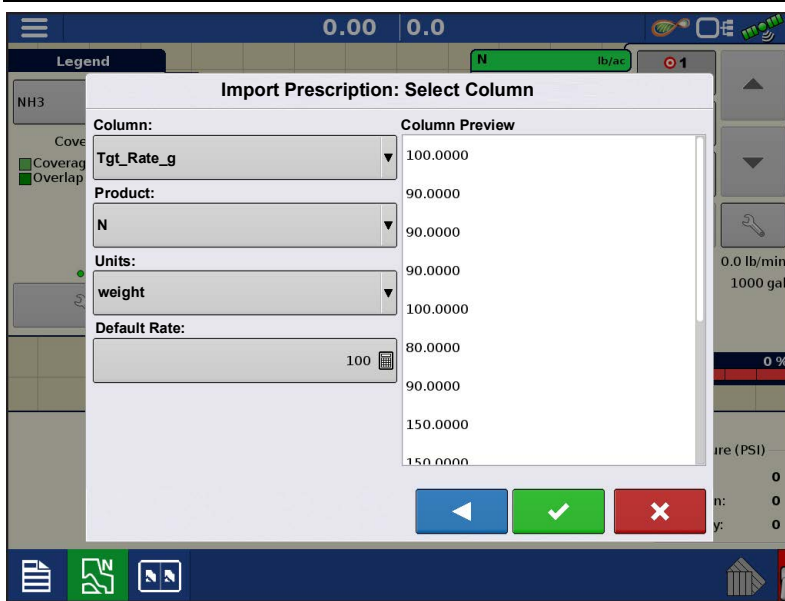 0.00 0.0
Legend
N lb/ac
1
NH3
Import Prescription: Select Column
Column:
Tgt_Rate_g
Product:
N
Units:
weight
Default Rate:
100
Column Preview
100.0000
90.0000
90.0000
90.0000
100.0000
80.0000
90.0000
150.0000
150.0000
Cove
Coverag
Overlap
0.0 lb/min
1000 gal
0 %
ure (PSI)
0
n: 0
y: 0
N